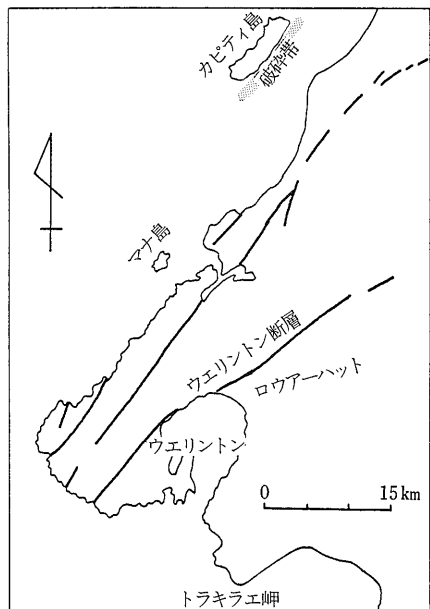 カピティ島
破砕帯
マナ島
ウエリントン断層
ロウアーハット
ウエリントン
0 15km
トラキラエ岬